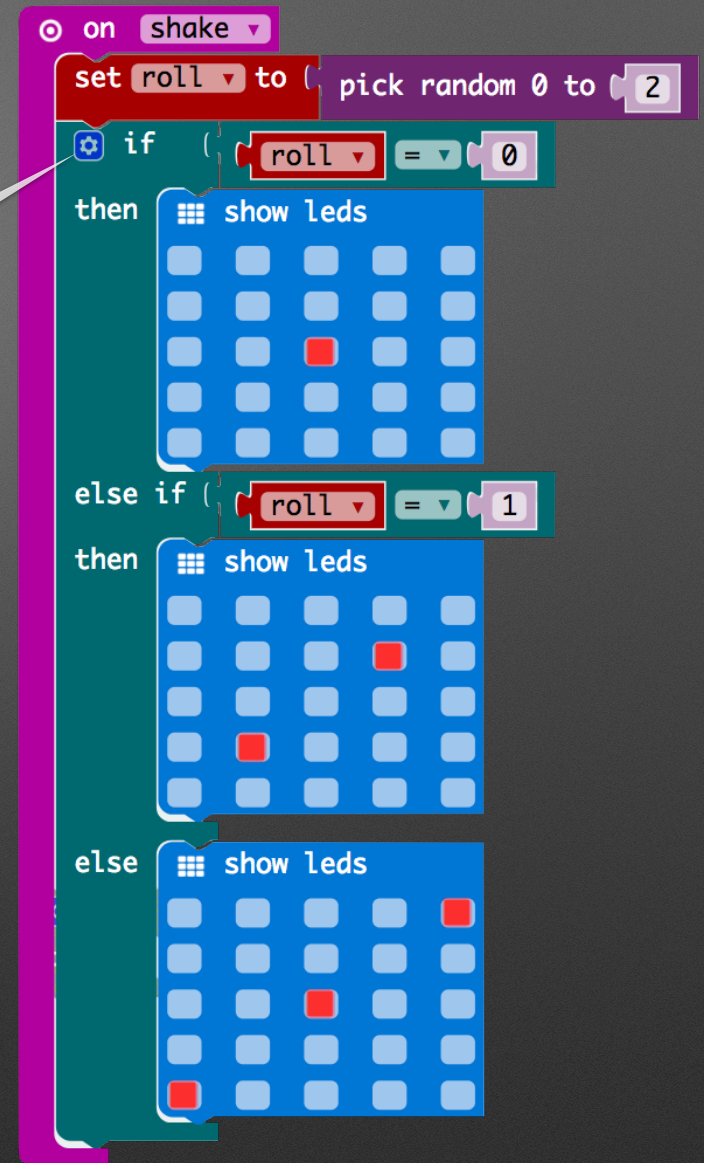 on shake
set roll to pick random 0 to 2
if roll = 0
then show leds
else if roll = 1
then show leds
else show leds